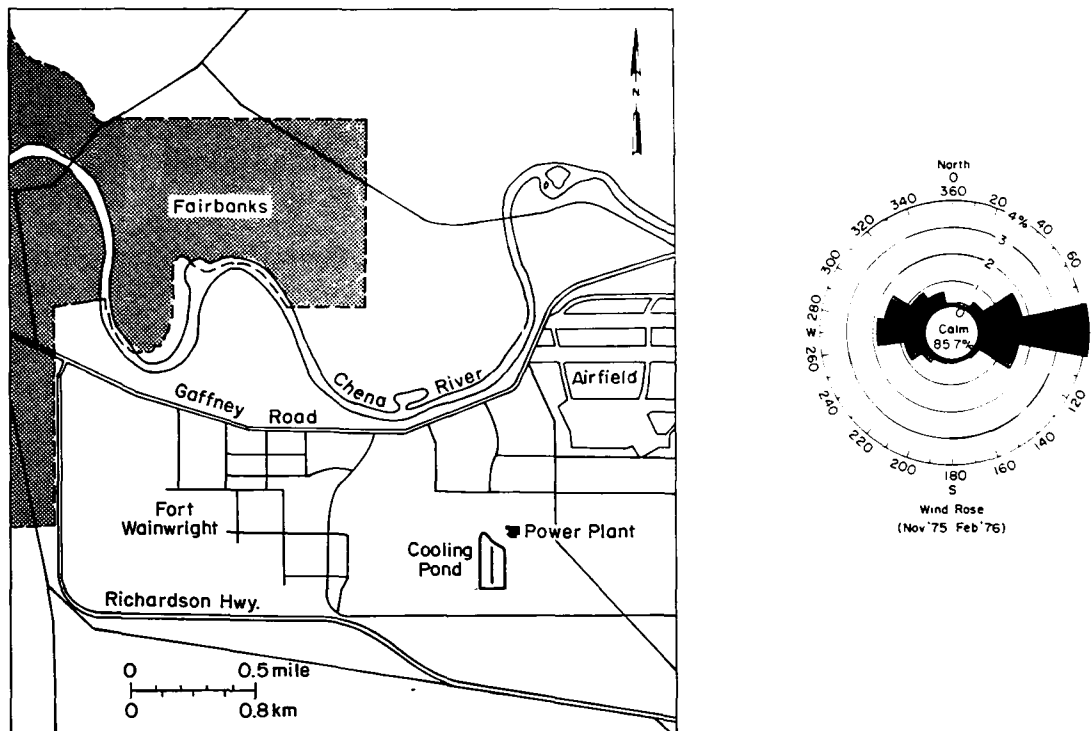 N
Fairbanks
Chena
River
Gaffney
Road
Airfield
Fort
Wainwright
Power Plant
Cooling
Pond
Richardson Hwy.
0 0.5 mile
0 0.8 km
North
0
360
20
4%
40
60
3
2
340
320
300
280
W
260
240
220
200
180
S
160
140
120
0
Calm
85.7%
Wind Rose
(Nov '75 Feb '76)